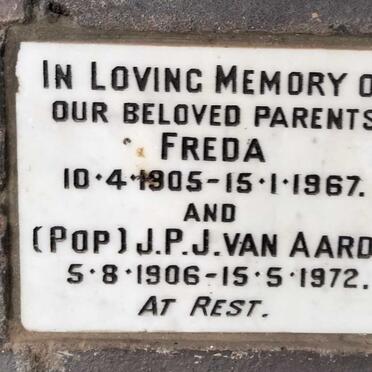 IN LOVING MEMORY O
OUR BELOVED PARENTS
FREDA
10·4·1905-15·1·1967.
AND
(POP) J.P.J. VAN AARD
5·8·1906-15·5·1972.
AT REST.